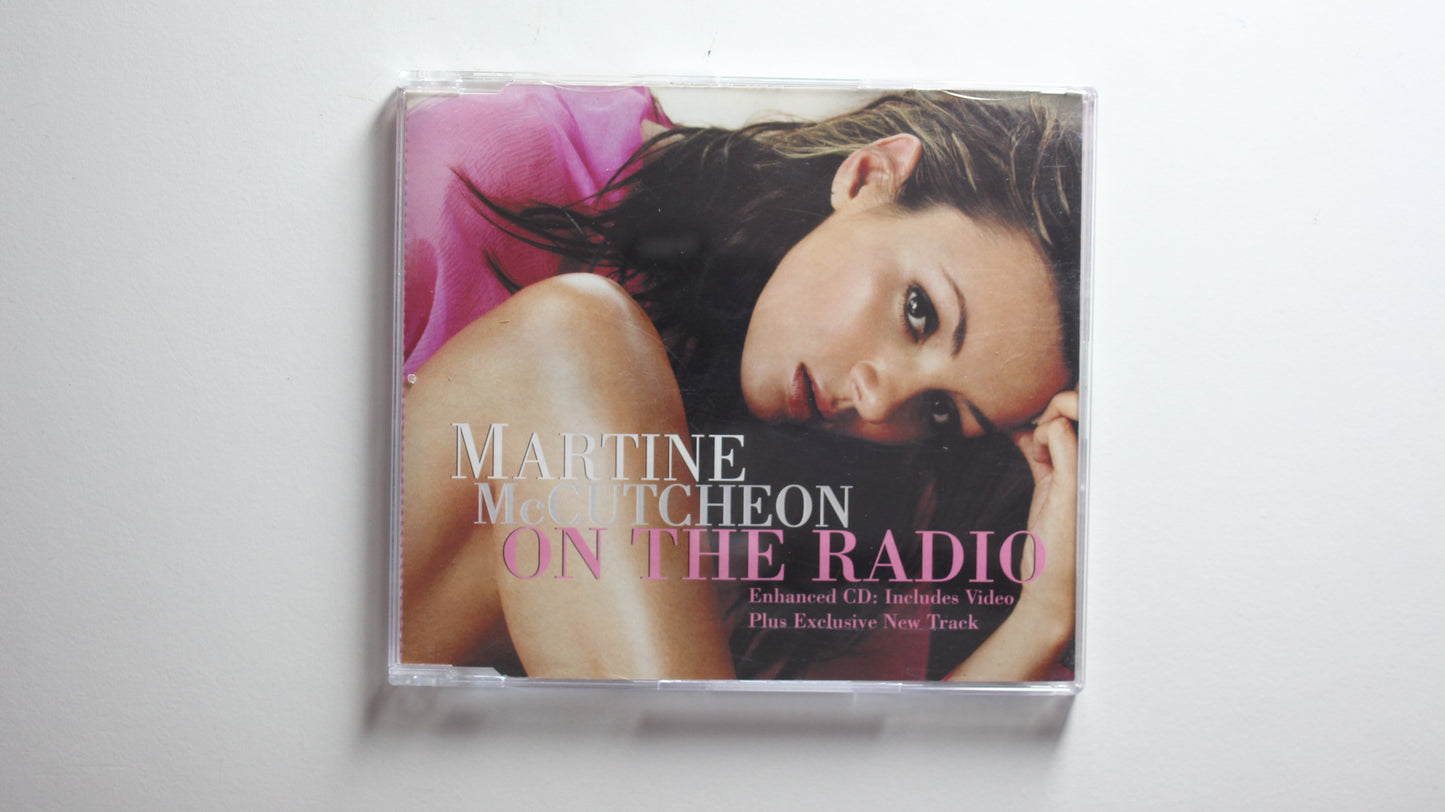 MARTINE
McCUTCHEON
ON THE RADIO
Enhanced CD: Includes Video
Plus Exclusive New Track